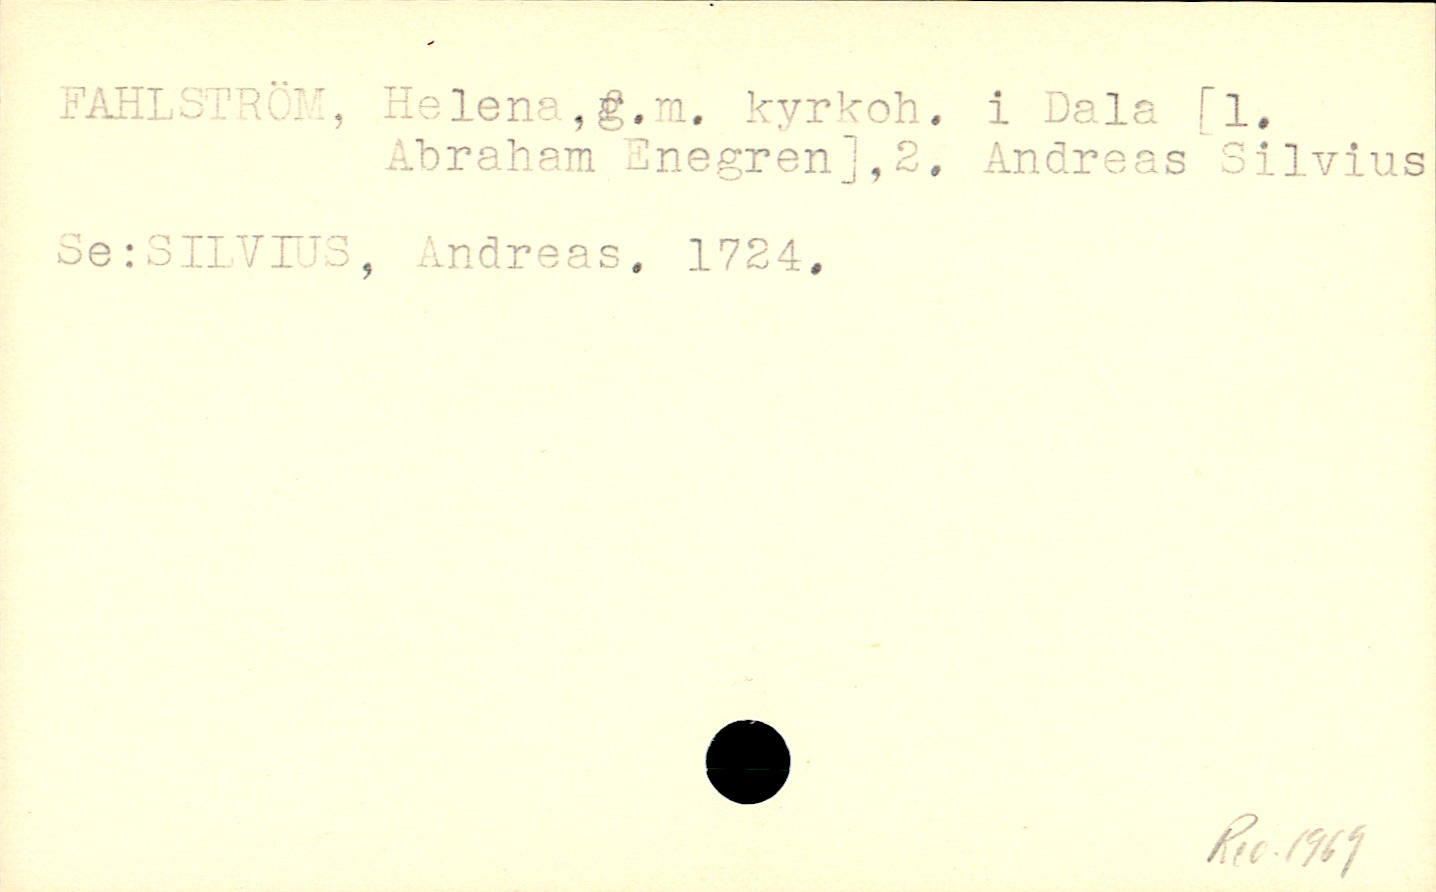 FAHLSTRÖM, Helena,g.m. kyrkoh. i Dala [1.
Abraham Enegren],2. Andreas Silvius
Se:SILVIUS, Andreas. 1724.
Rev. 1969